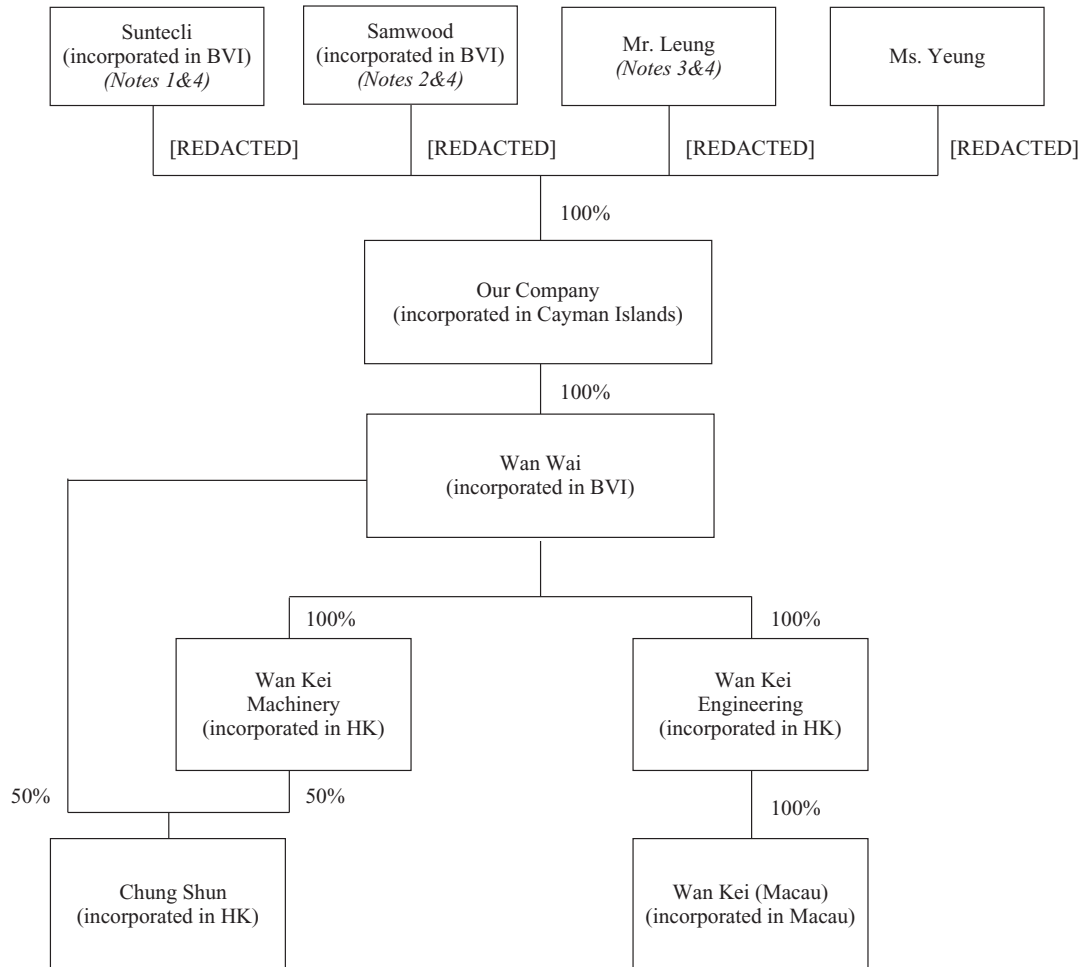 Suntecli
(incorporated in BVI)
(Notes 1&4)
Samwood
(incorporated in BVI)
(Notes 2&4)
Mr. Leung
(Notes 3&4)
Ms. Yeung
[REDACTED]
[REDACTED]
[REDACTED]
[REDACTED]
100%
Our Company
(incorporated in Cayman Islands)
100%
Wan Wai
(incorporated in BVI)
100%
100%
Wan Kei
Machinery
(incorporated in HK)
Wan Kei
Engineering
(incorporated in HK)
50%
50%
100%
Chung Shun
(incorporated in HK)
Wan Kei (Macau)
(incorporated in Macau)